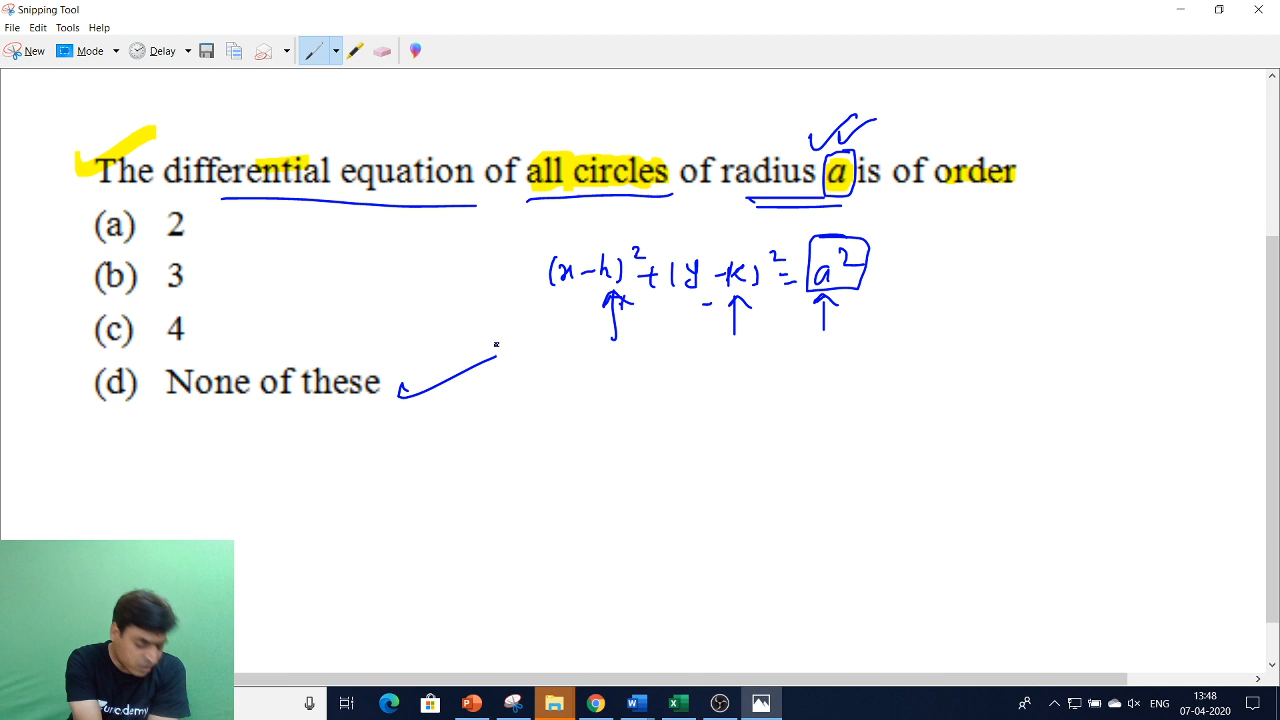 Snipping Tool
File Edit Tools Help
New Mode Delay
The differential equation of all circles of radius a is of order
(a) 2
(b) 3
(c) 4
(d) None of these
(x-h)²+(y-k)²=a²
ENG
13:48
07-04-2020